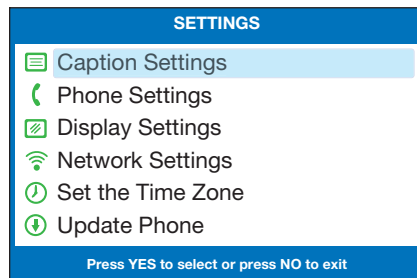 SETTINGS
Caption Settings
Phone Settings
Display Settings
Network Settings
Set the Time Zone
Update Phone
Press YES to select or press NO to exit